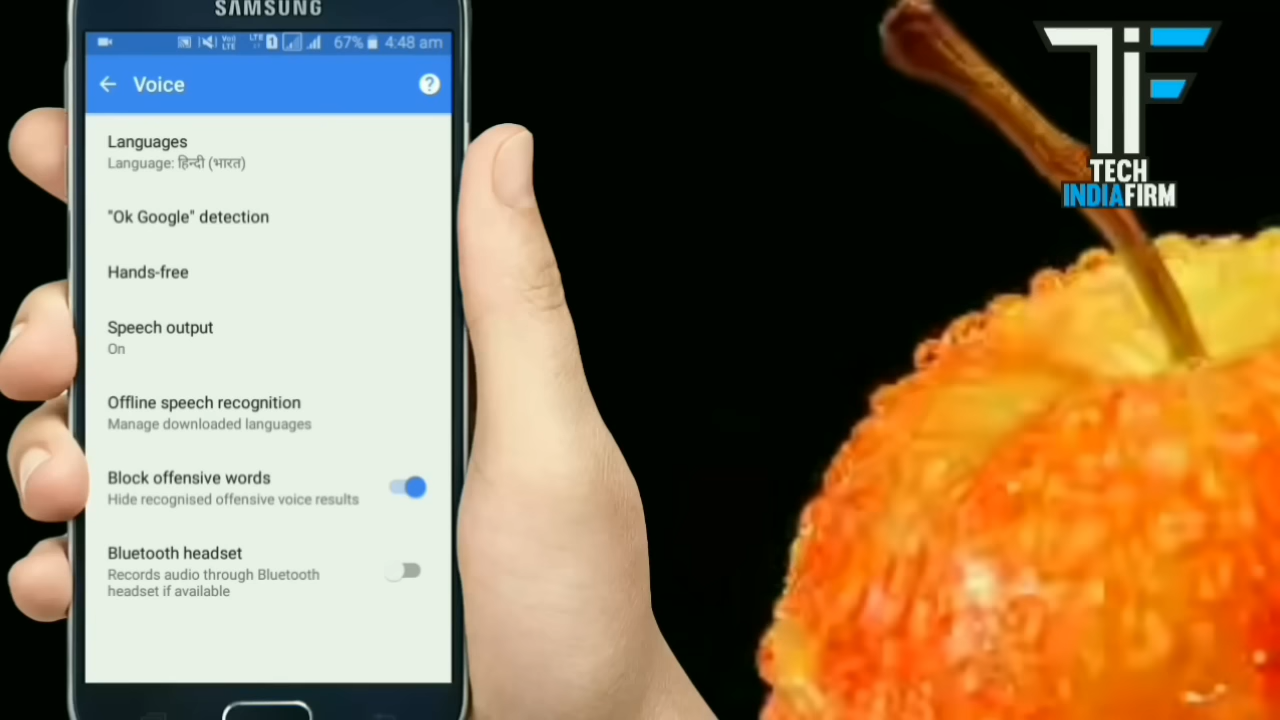 SAMSUNG
67% 4:48 am
Voice
Languages
Language: हिन्दी (भारत)
"Ok Google" detection
Hands-free
Speech output
On
Offline speech recognition
Manage downloaded languages
Block offensive words
Hide recognised offensive voice results
Bluetooth headset
Records audio through Bluetooth
headset if available
TIF
TECH
INDIAFIRM